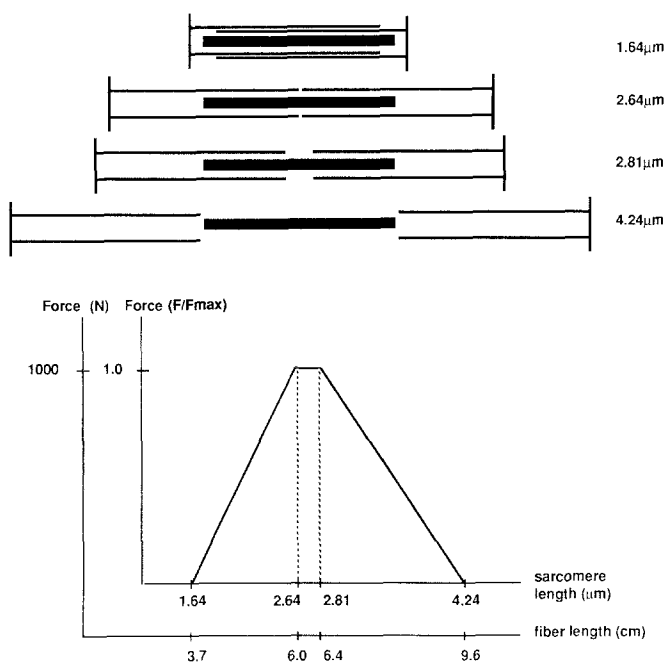 1.64μm
2.64μm
2.81μm
4.24μm
Force (N) Force (F/Fmax)
1000 1.0
sarcomere
length (μm)
1.64 2.64 2.81 4.24
fiber length (cm)
3.7 6.0 6.4 9.6